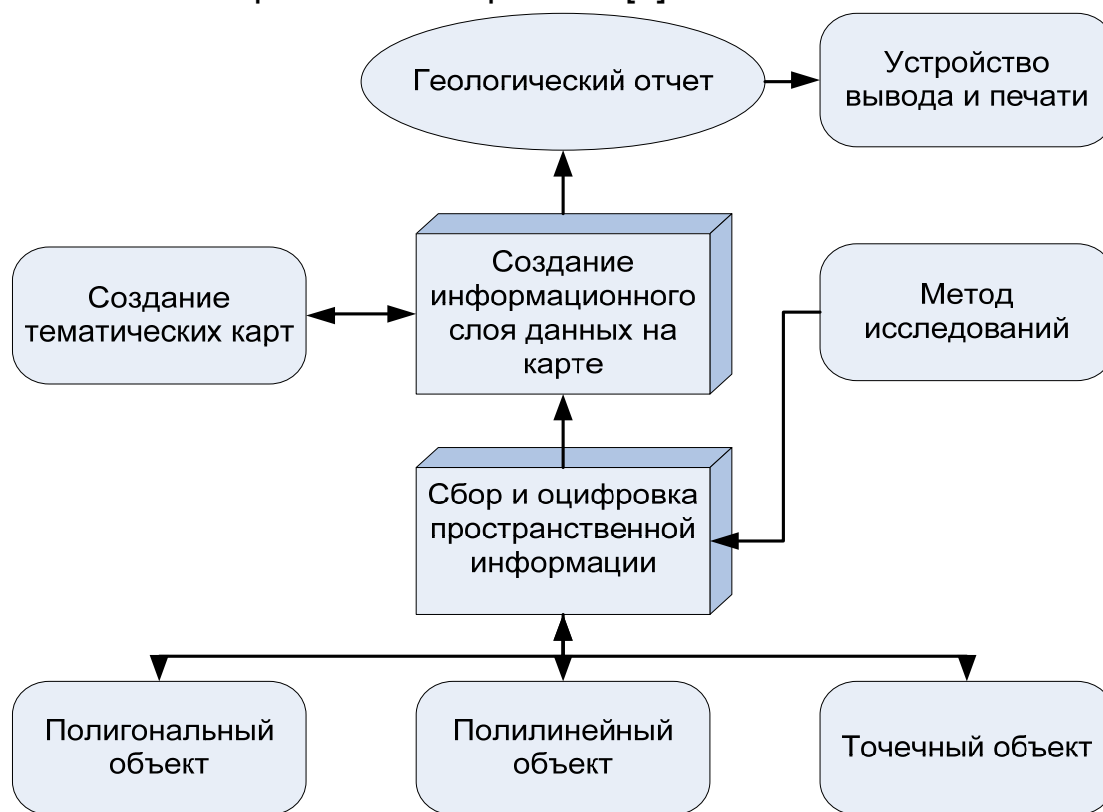 Геологический отчет
Устройство
вывода и печати
Создание
информационного
слоя данных на
карте
Создание
тематических карт
Метод
исследований
Сбор и оцифровка
пространственной
информации
Полигональный
объект
Полилинейный
объект
Точечный объект